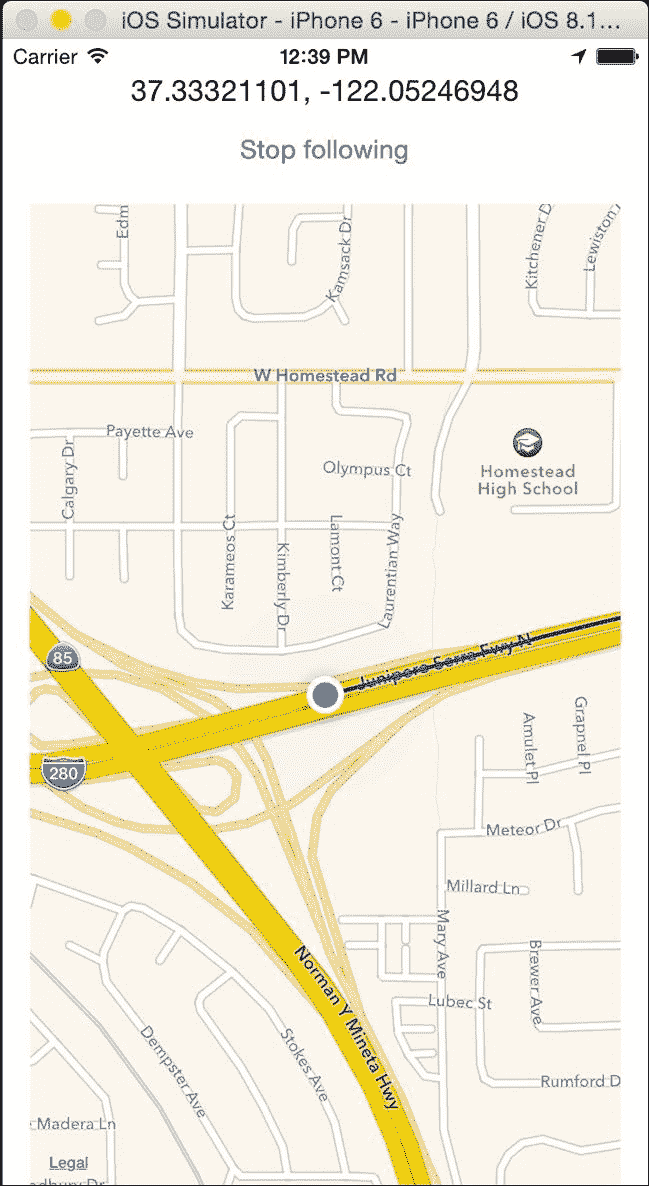 iOS Simulator - iPhone 6 - iPhone 6 / iOS 8.1...
Carrier 12:39 PM
37.33321101, -122.05246948
Stop following
Edm
Kamsack Dr
Kitchener D
Lewiston
W Homestead Rd
Payette Ave
Calgary Dr
Olympus Ct
Homestead
High School
Karameos Ct
Kimberly Dr
Lamont Ct
Laurentian Way
85
Junipero Serra Fwy N
280
Amulet Pl
Grapnel Pl
Meteor Dr
Millard Ln
Mary Ave
Brewer Ave
Norman Y Mineta Hwy
Lubec St
Dempster Ave
Stokes Ave
Rumford D
Madera Ln
Legal
adbury Dr